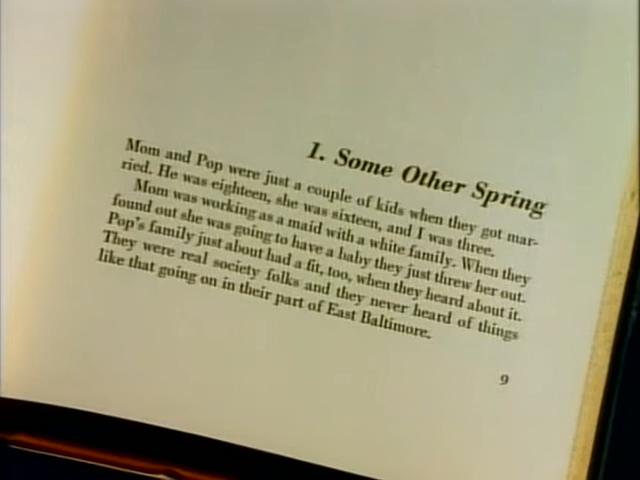 1. Some Other Spring
Mom and Pop were just a couple of kids when they got mar-
ried. He was eighteen, she was sixteen, and I was three.
Mom was working as a maid with a white family. When they
found out she was going to have a baby they just threw her out.
Pop's family just about had a fit, too, when they heard about it.
They were real society folks and they never heard of things
like that going on in their part of East Baltimore.
9